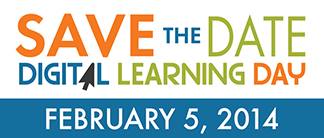 SAVE THE DATE
DIGITAL LEARNING DAY
FEBRUARY 5, 2014